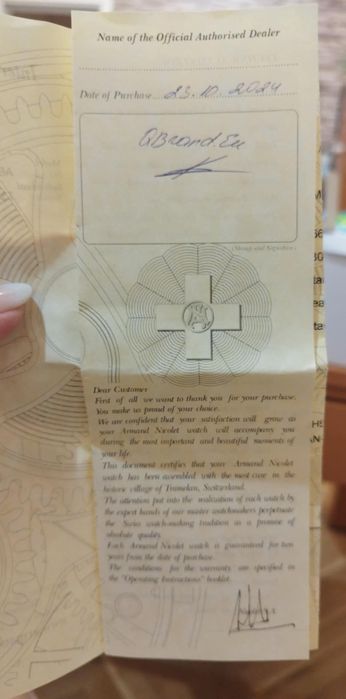 Name of the Official Authorised Dealer
Date of Purchase 23.10.2024
QBrand.Eu
(Stamp and Signature)
Dear Customer
First of all we want to thank you for your purchase.
You make us proud of your choice.
We are confident that your satisfaction will grow as
your Armand Nicolet watch will accompany you
during the most important and beautiful moments of
your life.
This document certifies that your Armand Nicolet
watch has been assembled with the most care in the
historic village of Tramelan, Switzerland.
The attention put into the realization of each watch by
the expert hands of our master watchmakers perpetuate
the Swiss watch-making tradition as a promise of
absolute quality.
Each Armand Nicolet watch is guaranteed for two
years from the date of purchase.
The conditions for the warranty are specified in
the "Operating Instructions" booklet.